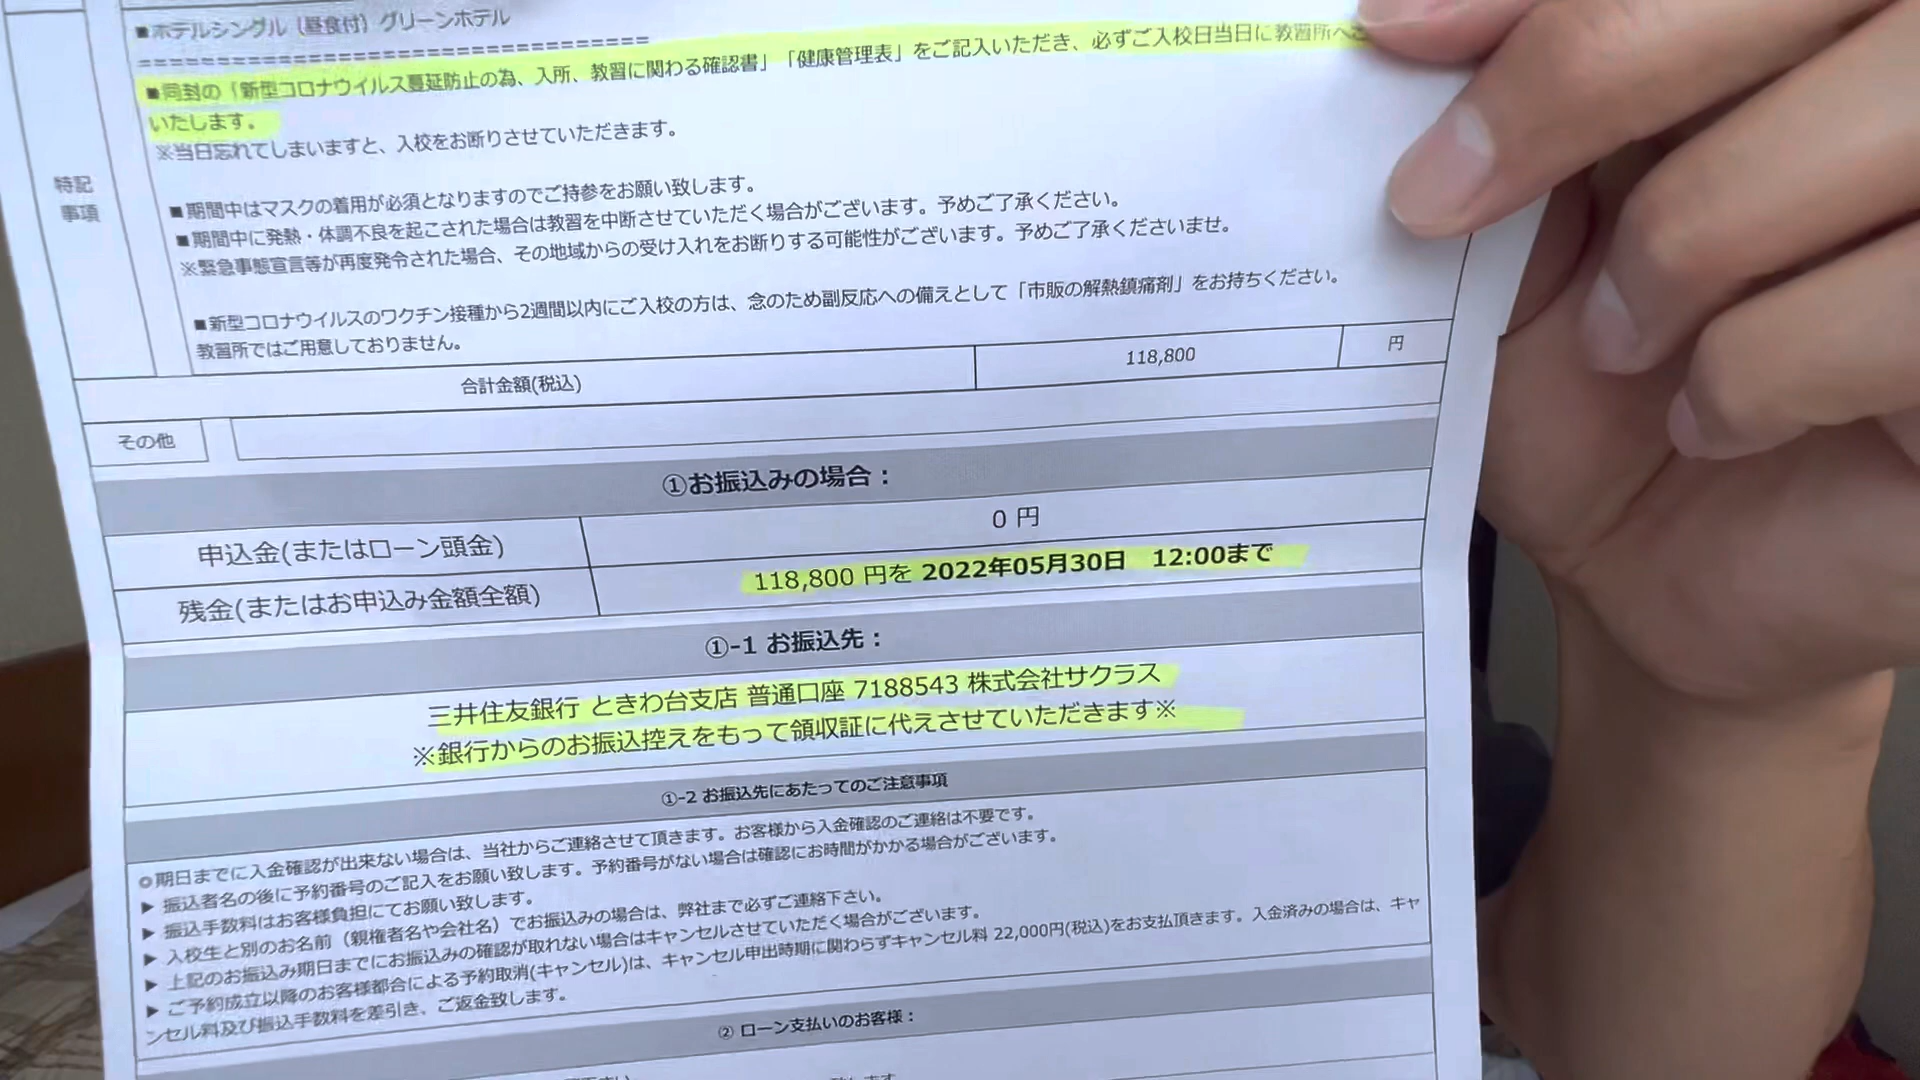 ■ホテルシングル（昼食付）グリーンホテル
====================================
■同封の「新型コロナウイルス蔓延防止の為、入所、教習に関わる確認書」「健康管理表」をご記入いただき、必ずご入校日当日に教習所へご
いたします。
※当日忘れてしまいますと、入校をお断りさせていただきます。
特記
事項
■期間中はマスクの着用が必須となりますのでご持参をお願い致します。
■期間中に発熱・体調不良を起こされた場合は教習を中断させていただく場合がございます。予めご了承ください。
※緊急事態宣言等が再度発令された場合、その地域からの受け入れをお断りする可能性がございます。予めご了承くださいませ。
■新型コロナウイルスのワクチン接種から2週間以内にご入校の方は、念のため副反応への備えとして「市販の解熱鎮痛剤」をお持ちください。
教習所ではご用意しておりません。
合計金額(税込) 118,800 円
その他
①お振込みの場合：
申込金(またはローン頭金) 0 円
残金(またはお申込み金額全額) 118,800 円を 2022年05月30日 12:00まで
①-1 お振込先：
三井住友銀行 ときわ台支店 普通口座 7188543 株式会社サクラス
※銀行からのお振込控えをもって領収証に代えさせていただきます※
①-2 お振込先にあたってのご注意事項
◎期日までに入金確認が出来ない場合は、当社からご連絡させて頂きます。お客様から入金確認のご連絡は不要です。
▶ 振込者名の後に予約番号のご記入をお願い致します。予約番号がない場合は確認にお時間がかかる場合がございます。
▶ 振込手数料はお客様負担にてお願い致します。
▶ 入校生と別のお名前（親権者名や会社名）でお振込みの場合は、弊社まで必ずご連絡下さい。
▶ 上記のお振込み期日までにお振込みの確認が取れない場合はキャンセルさせていただく場合がございます。
▶ ご予約成立以降のお客様都合による予約取消(キャンセル)は、キャンセル申出時期に関わらずキャンセル料 22,000円(税込)をお支払頂きます。入金済みの場合は、キャ
ンセル料及び振込手数料を差引き、ご返金致します。
② ローン支払いのお客様：